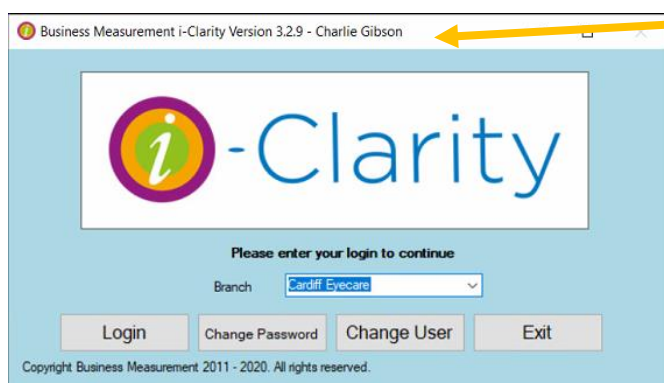 Business Measurement i-Clarity Version 3.2.9 - Charlie Gibson
i-Clarity
Please enter your login to continue
Branch Cardiff Eyecare
Login Change Password Change User Exit
Copyright Business Measurement 2011 - 2020. All rights reserved.